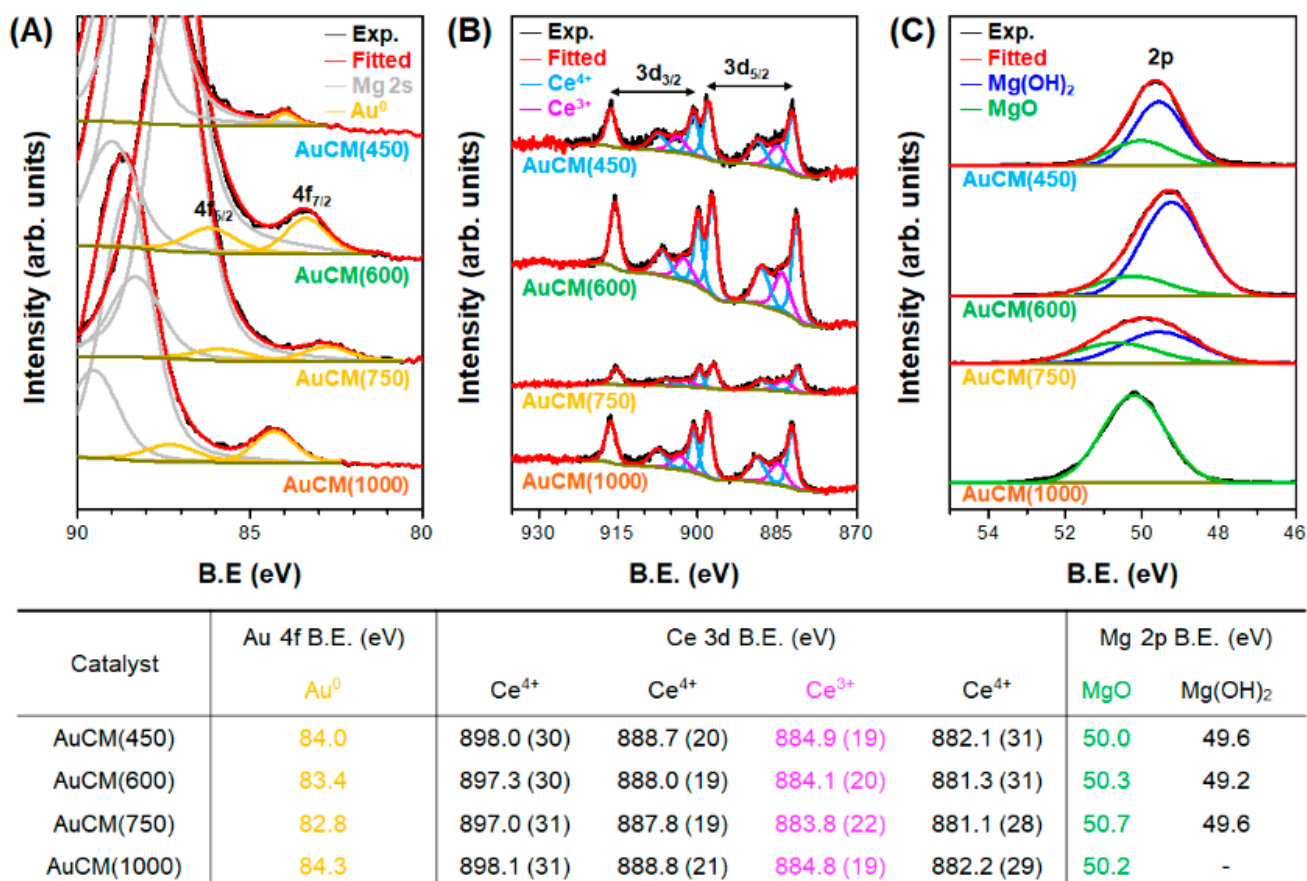 (A)
Exp.
Fitted
Mg 2s
Au⁰
AuCM(450)
4f₅/₂
4f₇/₂
AuCM(600)
AuCM(750)
AuCM(1000)
90 88 86 84 82 80
B.E (eV)
Intensity (arb. units)
(B)
Exp.
Fitted
Ce⁴⁺
Ce³⁺
3d₃/₂
3d₅/₂
AuCM(450)
AuCM(600)
AuCM(750)
AuCM(1000)
930 915 900 885 870
B.E. (eV)
Intensity (arb. units)
(C)
Exp.
Fitted
Mg(OH)₂
MgO
2p
AuCM(450)
AuCM(600)
AuCM(750)
AuCM(1000)
54 52 50 48 46
B.E. (eV)
Intensity (arb. units)
Catalyst Au 4f B.E. (eV) Ce 3d B.E. (eV) Mg 2p B.E. (eV)
Au⁰ Ce⁴⁺ Ce⁴⁺ Ce³⁺ Ce⁴⁺ MgO Mg(OH)₂
AuCM(450) 84.0 898.0 (30) 888.7 (20) 884.9 (19) 882.1 (31) 50.0 49.6
AuCM(600) 83.4 897.3 (30) 888.0 (19) 884.1 (20) 881.3 (31) 50.3 49.2
AuCM(750) 82.8 897.0 (31) 887.8 (19) 883.8 (22) 881.1 (28) 50.7 49.6
AuCM(1000) 84.3 898.1 (31) 888.8 (21) 884.8 (19) 882.2 (29) 50.2 -